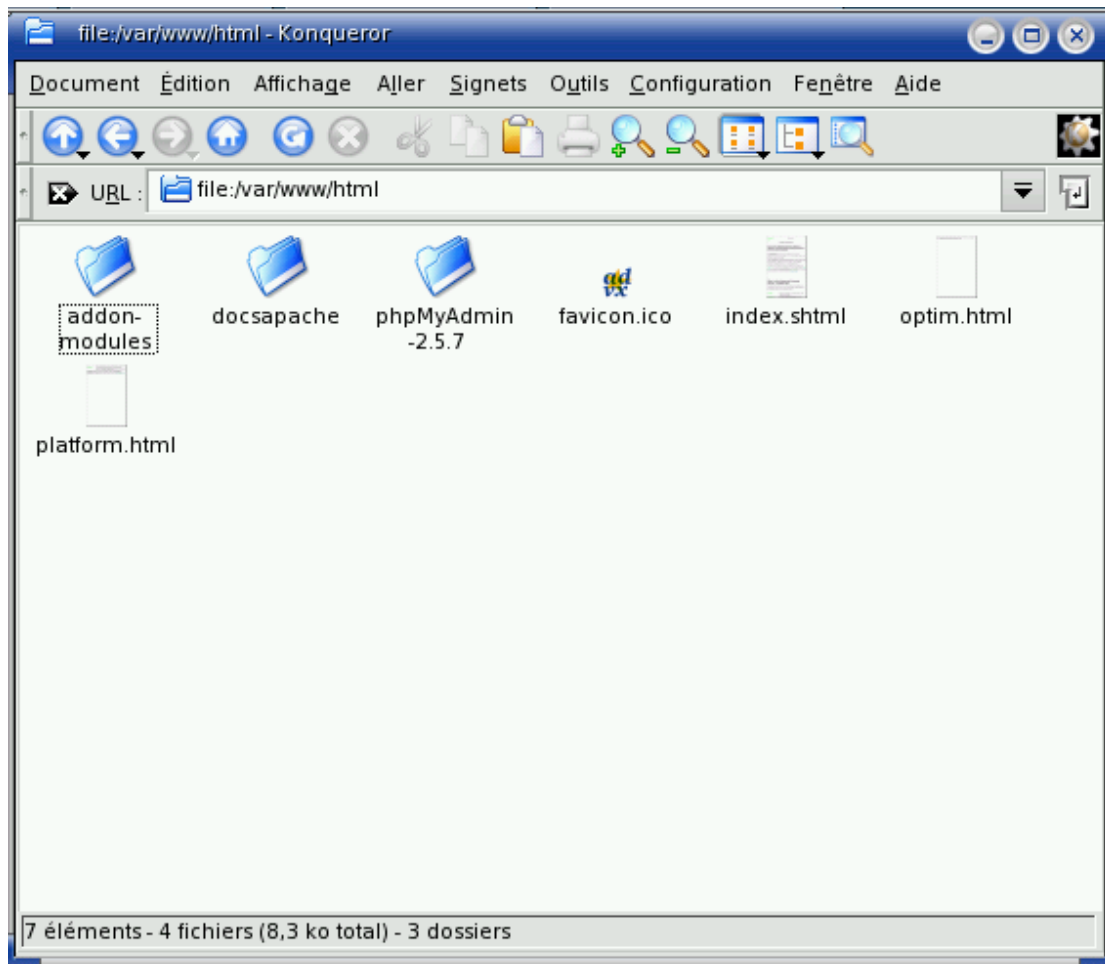 file:/var/www/html - Konqueror
Document Édition Affichage Aller Signets Outils Configuration Fenêtre Aide
URL : file:/var/www/html
addon-
modules
docsapache
phpMyAdmin
-2.5.7
advx
favicon.ico
index.shtml
optim.html
platform.html
7 éléments - 4 fichiers (8,3 ko total) - 3 dossiers